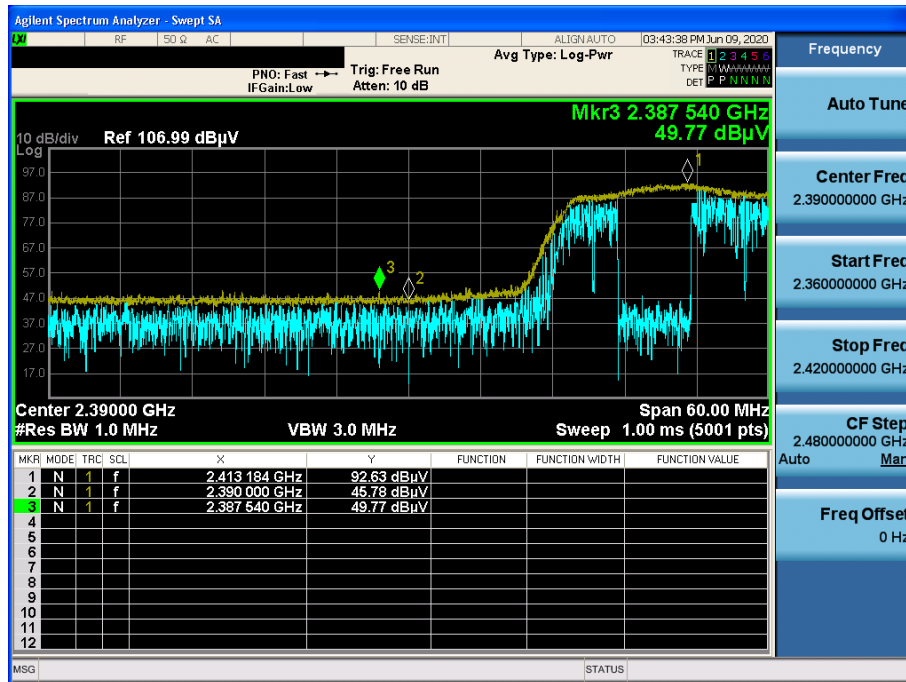 Agilent Spectrum Analyzer - Swept SA
LXI RF 50 Ω AC SENSE:INT ALIGN AUTO 03:43:38 PM Jun 09, 2020
Frequency
Avg Type: Log-Pwr
TRACE 1 2 3 4 5 6
PNO: Fast Trig: Free Run
TYPE M W W W W W
IFGain:Low Atten: 10 dB
DET P P N N N N
Auto Tune
Mkr3 2.387 540 GHz
49.77 dBµV
10 dB/div Ref 106.99 dBµV
Log
97.0
87.0
77.0
67.0
57.0
47.0
37.0
27.0
17.0
1
3
2
Center Freq
2.390000000 GHz
Start Freq
2.360000000 GHz
Stop Freq
2.420000000 GHz
Center 2.39000 GHz Span 60.00 MHz
#Res BW 1.0 MHz VBW 3.0 MHz Sweep 1.00 ms (5001 pts)
CF Step
2.480000000 GHz
Auto Man
Freq Offset
0 Hz
MKR MODE TRC SCL X Y FUNCTION FUNCTION WIDTH FUNCTION VALUE
1 N 1 f 2.413 184 GHz 92.63 dBµV
2 N 1 f 2.390 000 GHz 45.78 dBµV
3 N 1 f 2.387 540 GHz 49.77 dBµV
4
5
6
7
8
9
10
11
12
MSG STATUS